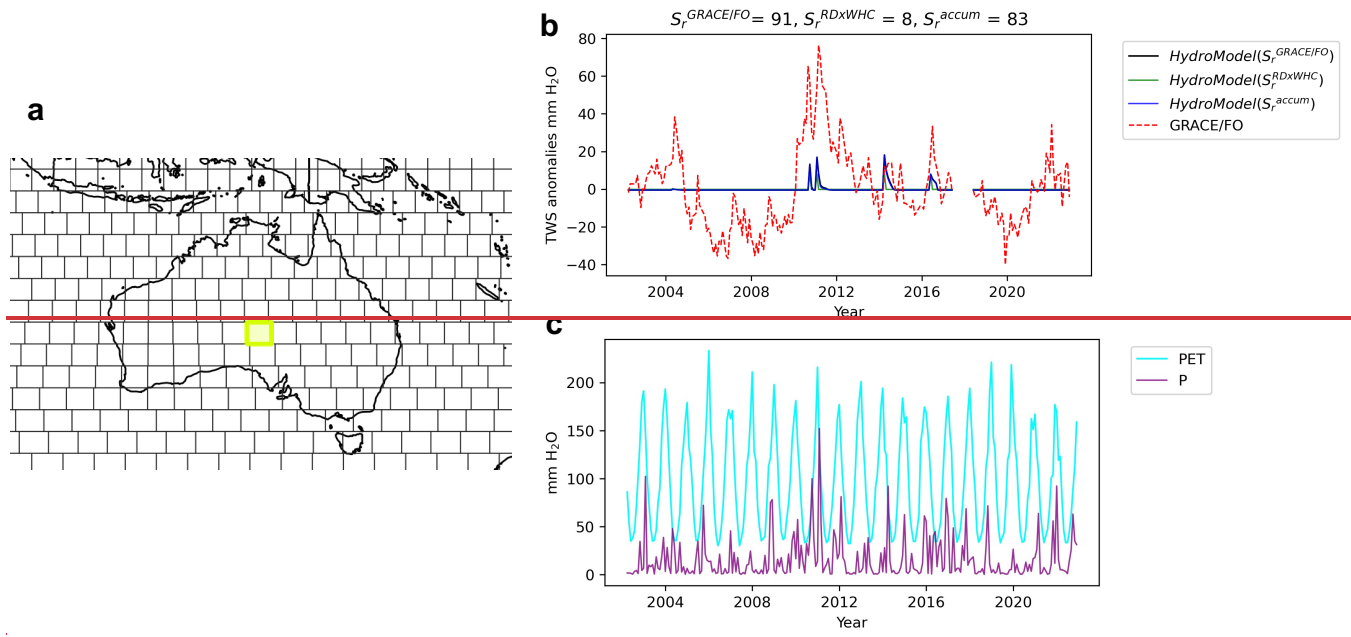 a
b
S_r^{GRACE/FO}= 91, S_r^{RDxWHC} = 8, S_r^{accum} = 83
TWS anomalies mm H₂O
80
60
40
20
0
−20
−40
2004 2008 2012 2016 2020
Year
HydroModel(S_r^{GRACE/FO})
HydroModel(S_r^{RDxWHC})
HydroModel(S_r^{accum})
GRACE/FO
c
mm H₂O
200
150
100
50
0
2004 2008 2012 2016 2020
Year
PET
P